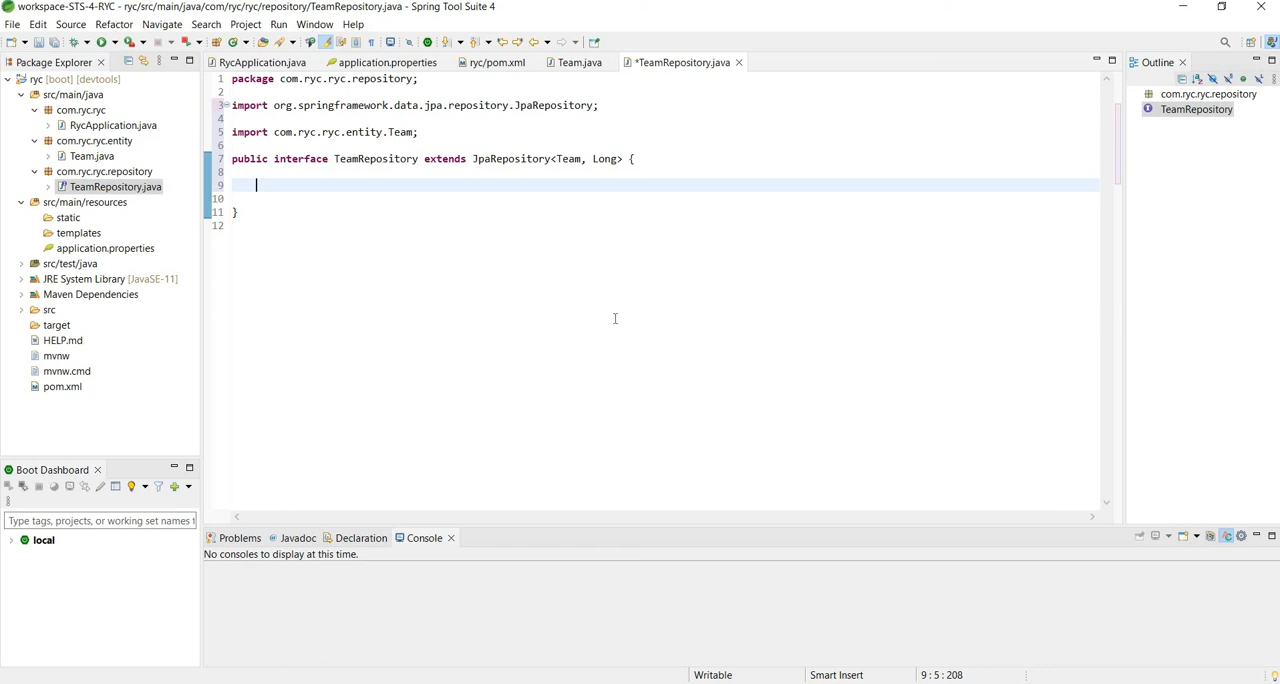 workspace-STS-4-RYC - ryc/src/main/java/com/ryc/ryc/repository/TeamRepository.java - Spring Tool Suite 4
File Edit Source Refactor Navigate Search Project Run Window Help
Package Explorer
RycApplication.java application.properties ryc/pom.xml Team.java *TeamRepository.java
Outline
ryc [boot] [devtools]
src/main/java
com.ryc.ryc
RycApplication.java
com.ryc.ryc.entity
Team.java
com.ryc.ryc.repository
TeamRepository.java
src/main/resources
static
templates
application.properties
src/test/java
JRE System Library [JavaSE-11]
Maven Dependencies
src
target
HELP.md
mvnw
mvnw.cmd
pom.xml
1 package com.ryc.ryc.repository;
2
3 import org.springframework.data.jpa.repository.JpaRepository;
4
5 import com.ryc.ryc.entity.Team;
6
7 public interface TeamRepository extends JpaRepository<Team, Long> {
8
9
10
11 }
12
com.ryc.ryc.repository
TeamRepository
Boot Dashboard
Type tags, projects, or working set names
local
Problems Javadoc Declaration Console
No consoles to display at this time.
Writable Smart Insert 9 : 5 : 208